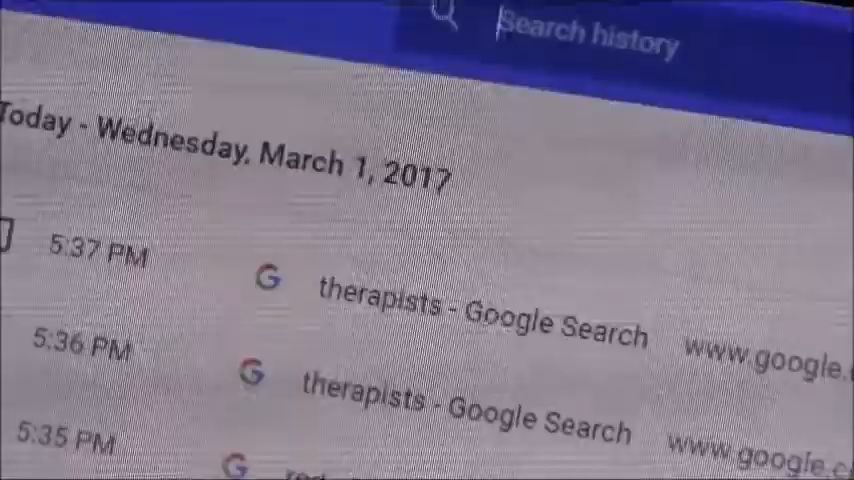 Search history
Today - Wednesday, March 1, 2017
5:37 PM therapists - Google Search www.google.
5:36 PM therapists - Google Search www.google.c
5:35 PM